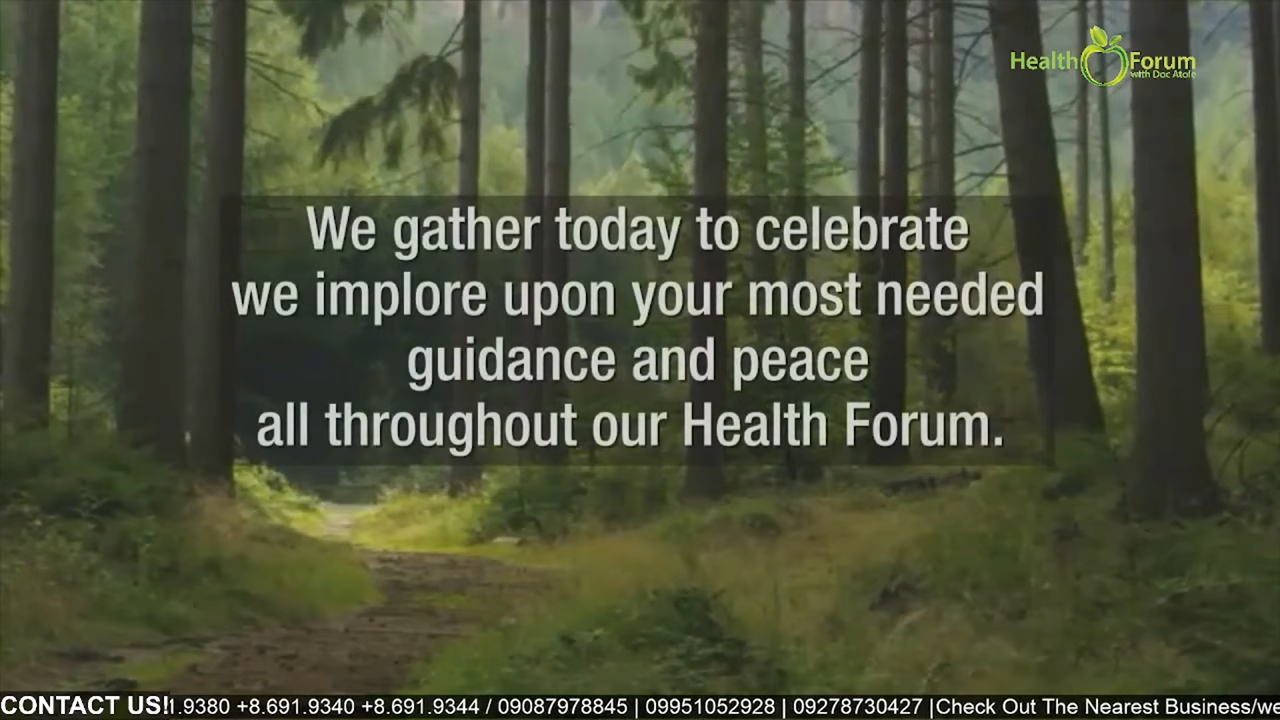 Health Forum
with Doc Atole
We gather today to celebrate
we implore upon your most needed
guidance and peace
all throughout our Health Forum.
CONTACT US! 1.9380 +8.691.9340 +8.691.9344 / 09087978845 | 09951052928 | 09278730427 |Check Out The Nearest Business/we